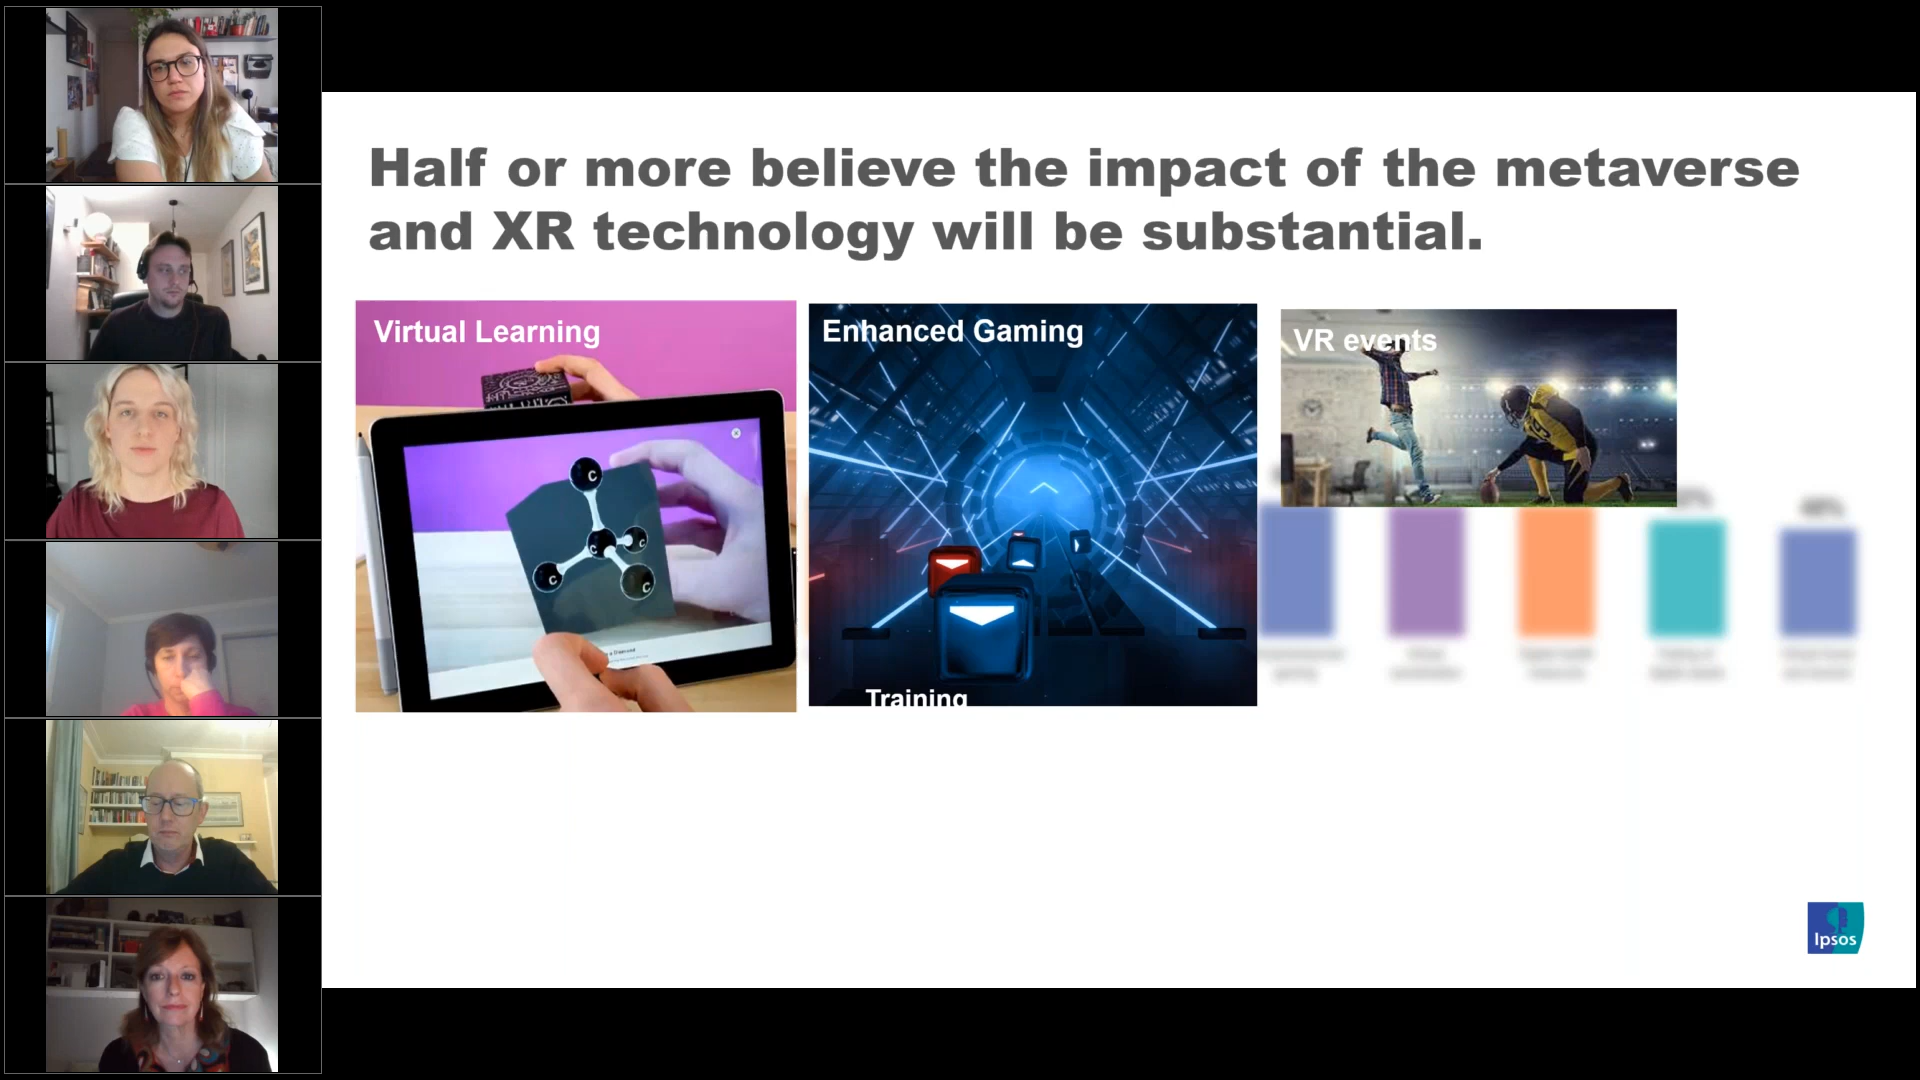 Half or more believe the impact of the metaverse
and XR technology will be substantial.
Virtual Learning
Enhanced Gaming
VR events
C
C
C
C
C
Training
Ipsos